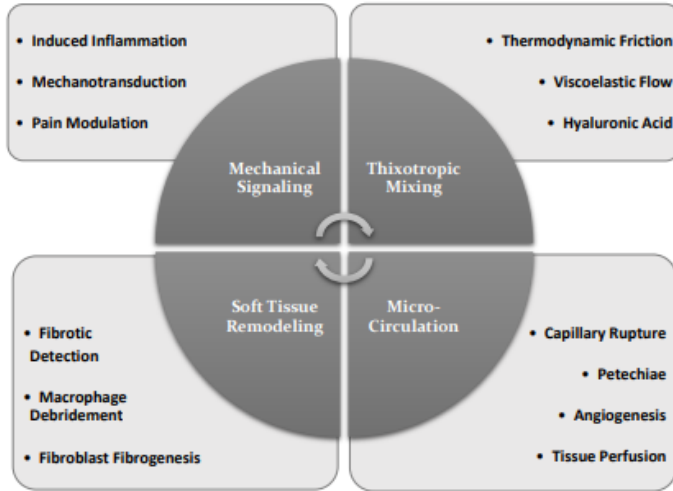 • Induced Inflammation
• Mechanotransduction
• Pain Modulation
• Thermodynamic Friction
• Viscoelastic Flow
• Hyaluronic Acid
Mechanical
Signaling
Thixotropic
Mixing
Soft Tissue
Remodeling
Micro-
Circulation
• Fibrotic
Detection
• Macrophage
Debridement
• Fibroblast Fibrogenesis
• Capillary Rupture
• Petechiae
• Angiogenesis
• Tissue Perfusion